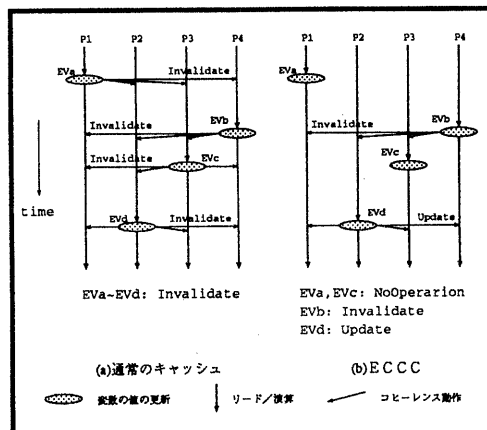 P1 P2 P3 P4
EVa
Invalidate
Invalidate
EVb
Invalidate
EVc
EVd
Invalidate
time
EVa~EVd: Invalidate
(a)通常のキャッシュ
P1 P2 P3 P4
EVa
Invalidate
EVb
EVc
EVd
Update
EVa,EVc: NoOperarion
EVb: Invalidate
EVd: Update
(b)ECCC
変数の値の更新
リード/演算
コヒーレンス動作